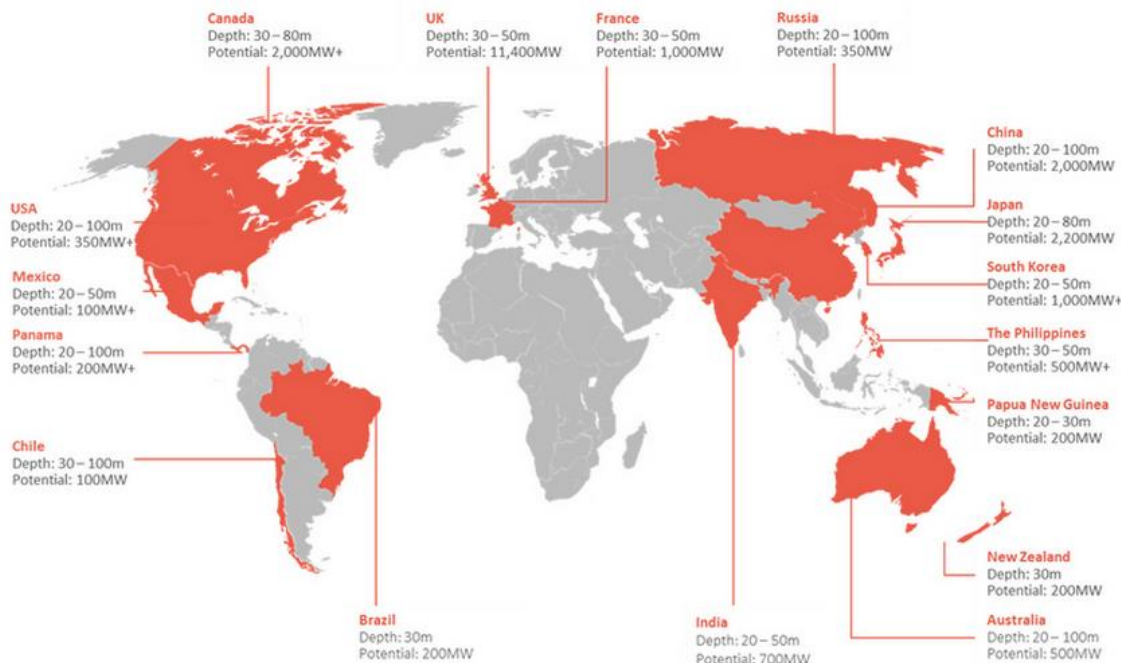 Canada
Depth: 30 – 80m
Potential: 2,000MW+
UK
Depth: 30 – 50m
Potential: 11,400MW
France
Depth: 30 – 50m
Potential: 1,000MW
Russia
Depth: 20 – 100m
Potential: 350MW
China
Depth: 20 – 100m
Potential: 2,000MW
USA
Depth: 20 – 100m
Potential: 350MW+
Japan
Depth: 20 – 80m
Potential: 2,200MW
Mexico
Depth: 20 – 50m
Potential: 100MW+
South Korea
Depth: 20 – 50m
Potential: 1,000MW+
Panama
Depth: 20 – 100m
Potential: 200MW+
The Philippines
Depth: 30 – 50m
Potential: 500MW+
Papua New Guinea
Depth: 20 – 30m
Potential: 200MW
Chile
Depth: 30 – 100m
Potential: 100MW
New Zealand
Depth: 30m
Potential: 200MW
Brazil
Depth: 30m
Potential: 200MW
India
Depth: 20 – 50m
Potential: 700MW
Australia
Depth: 20 – 100m
Potential: 500MW